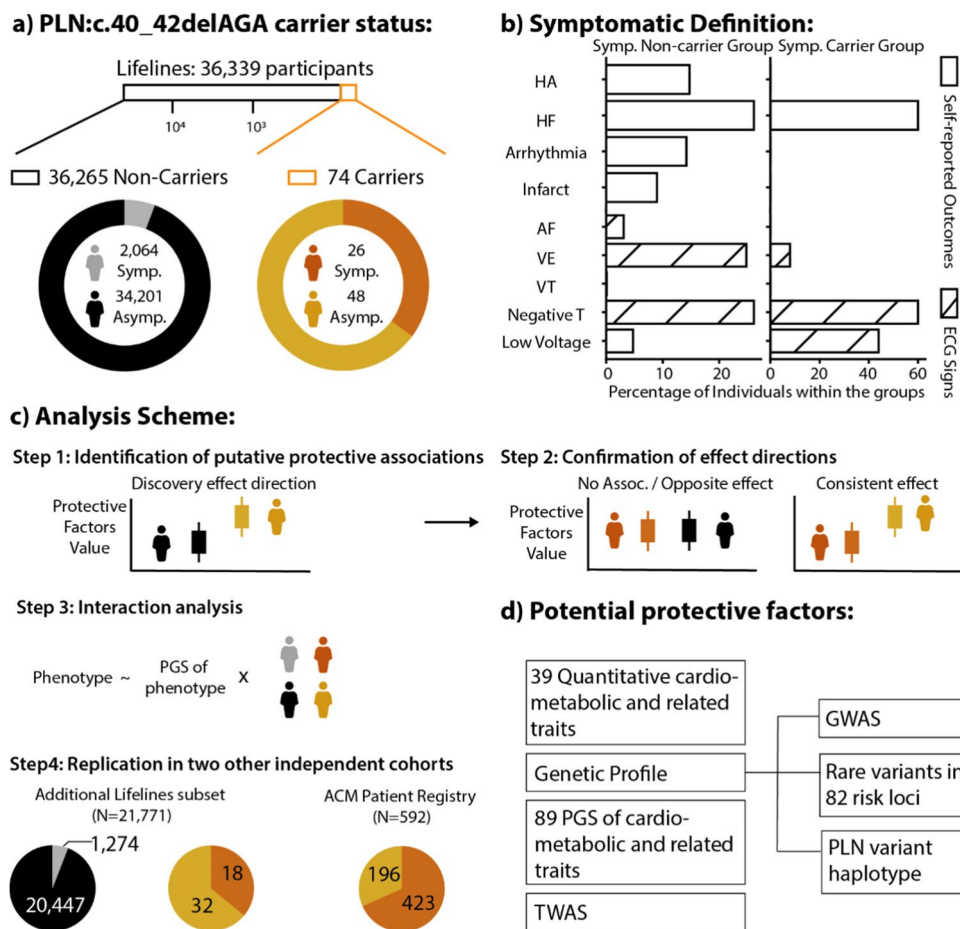 a) PLN:c.40_42delAGA carrier status:
Lifelines: 36,339 participants
10⁴ 10³
36,265 Non-Carriers
74 Carriers
2,064
Symp.
34,201
Asymp.
26
Symp.
48
Asymp.
b) Symptomatic Definition:
Symp. Non-carrier Group Symp. Carrier Group
HA
HF
Arrhythmia
Infarct
AF
VE
VT
Negative T
Low Voltage
0 10 20 0 20 40 60
Percentage of Individuals within the groups
Self-reported Outcomes
ECG Signs
c) Analysis Scheme:
Step 1: Identification of putative protective associations
Discovery effect direction
Protective
Factors
Value
Step 2: Confirmation of effect directions
No Assoc. / Opposite effect
Consistent effect
Protective
Factors
Value
Step 3: Interaction analysis
Phenotype ~
PGS of
phenotype
x
Step4: Replication in two other independent cohorts
Additional Lifelines subset
(N=21,771)
1,274
20,447
18
32
ACM Patient Registry
(N=592)
196
423
d) Potential protective factors:
39 Quantitative cardio-
metabolic and related
traits
Genetic Profile
89 PGS of cardio-
metabolic and related
traits
TWAS
GWAS
Rare variants in
82 risk loci
PLN variant
haplotype